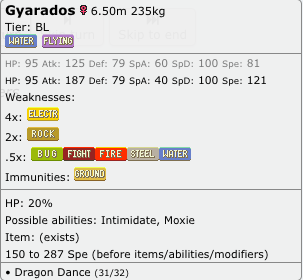 Gyarados 6.50m 235kg
Tier: BL
WATER FLYING
HP: 95 Atk: 125 Def: 79 SpA: 60 SpD: 100 Spe: 81
HP: 95 Atk: 187 Def: 79 SpA: 40 SpD: 100 Spe: 121
Weaknesses:
4x: ELECTR
2x: ROCK
.5x: BUG FIGHT FIRE STEEL WATER
Immunities: GROUND
HP: 20%
Possible abilities: Intimidate, Moxie
Item: (exists)
150 to 287 Spe (before items/abilities/modifiers)
• Dragon Dance (31/32)